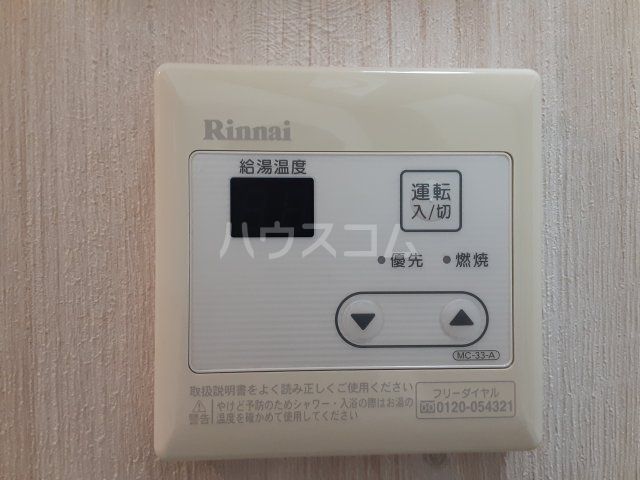 Rinnai
給湯温度
運転
入/切
ハウスコム
優先 燃焼
▼ ▲
MC-33-A
取扱説明書をよく読み正しくご使用ください
警告 やけど予防のためシャワー・入浴の際はお湯の
温度を確かめて使用してください
フリーダイヤル
0120-054321